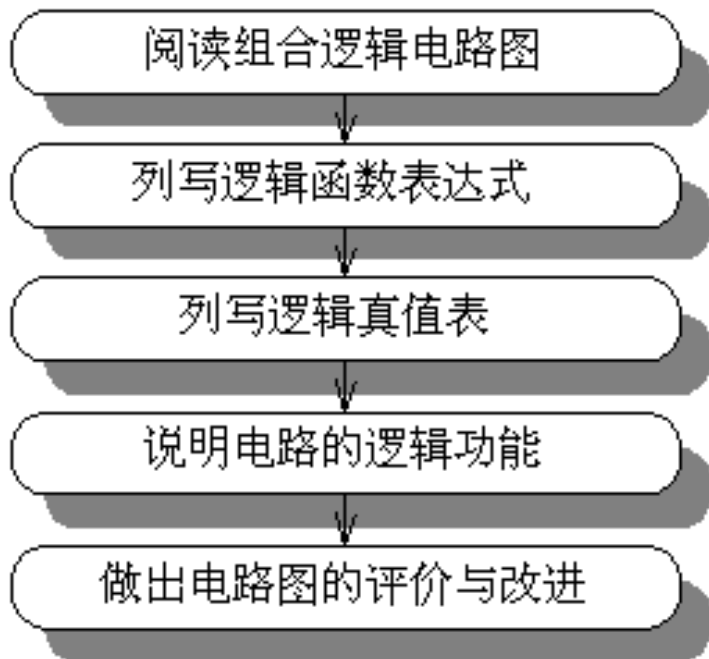 阅读组合逻辑电路图
列写逻辑函数表达式
列写逻辑真值表
说明电路的逻辑功能
做出电路图的评价与改进